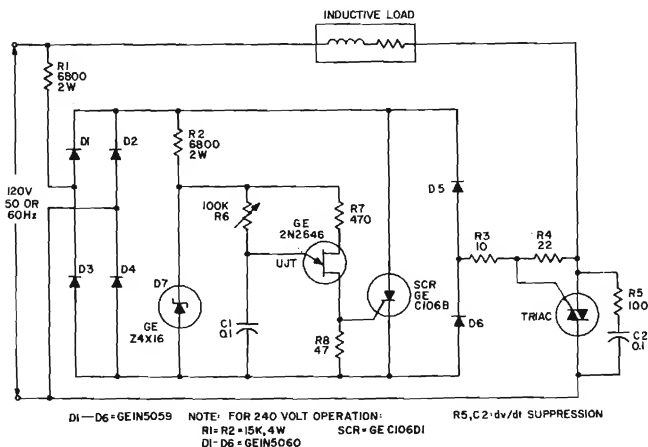 INDUCTIVE LOAD
R1
6800
2W
D1
D2
R2
6800
2W
120V
50 OR
60Hz
100K
R6
GE
2N2646
R7
470
D5
R3
10
R4
22
UJT
D3
D4
D7
GE
Z4X16
C1
0.1
SCR
GE
C106B
R8
47
D6
TRIAC
R5
100
C2
0.1
D1—D6=GEIN5059
NOTE: FOR 240 VOLT OPERATION:
R1=R2=15K,4W
SCR=GE C106D1
D1-D6=GEIN5060
R5,C2:dv/dt SUPPRESSION